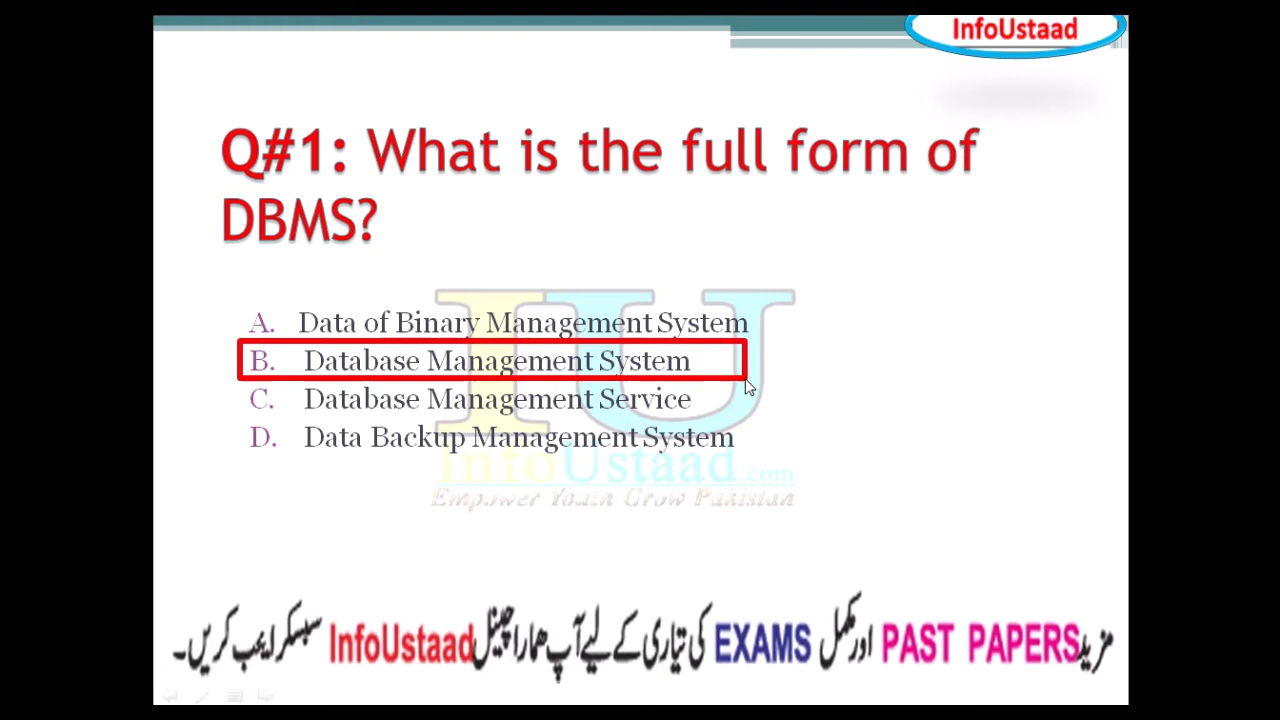 InfoUstaad
Q#1: What is the full form of
DBMS?
A. Data of Binary Management System
B. Database Management System
C. Database Management Service
D. Data Backup Management System
IU
InfoUstaad.com
Empower Youth Grow Pakistan
مزید PAST PAPERS اور مکمل EXAMS کی تیاری کے لیے آپ ہمارا چینل InfoUstaad سبسکرائیب کریں۔